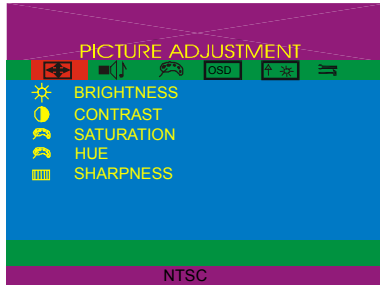 PICTURE ADJUSTMENT
OSD
BRIGHTNESS
CONTRAST
SATURATION
HUE
SHARPNESS
NTSC